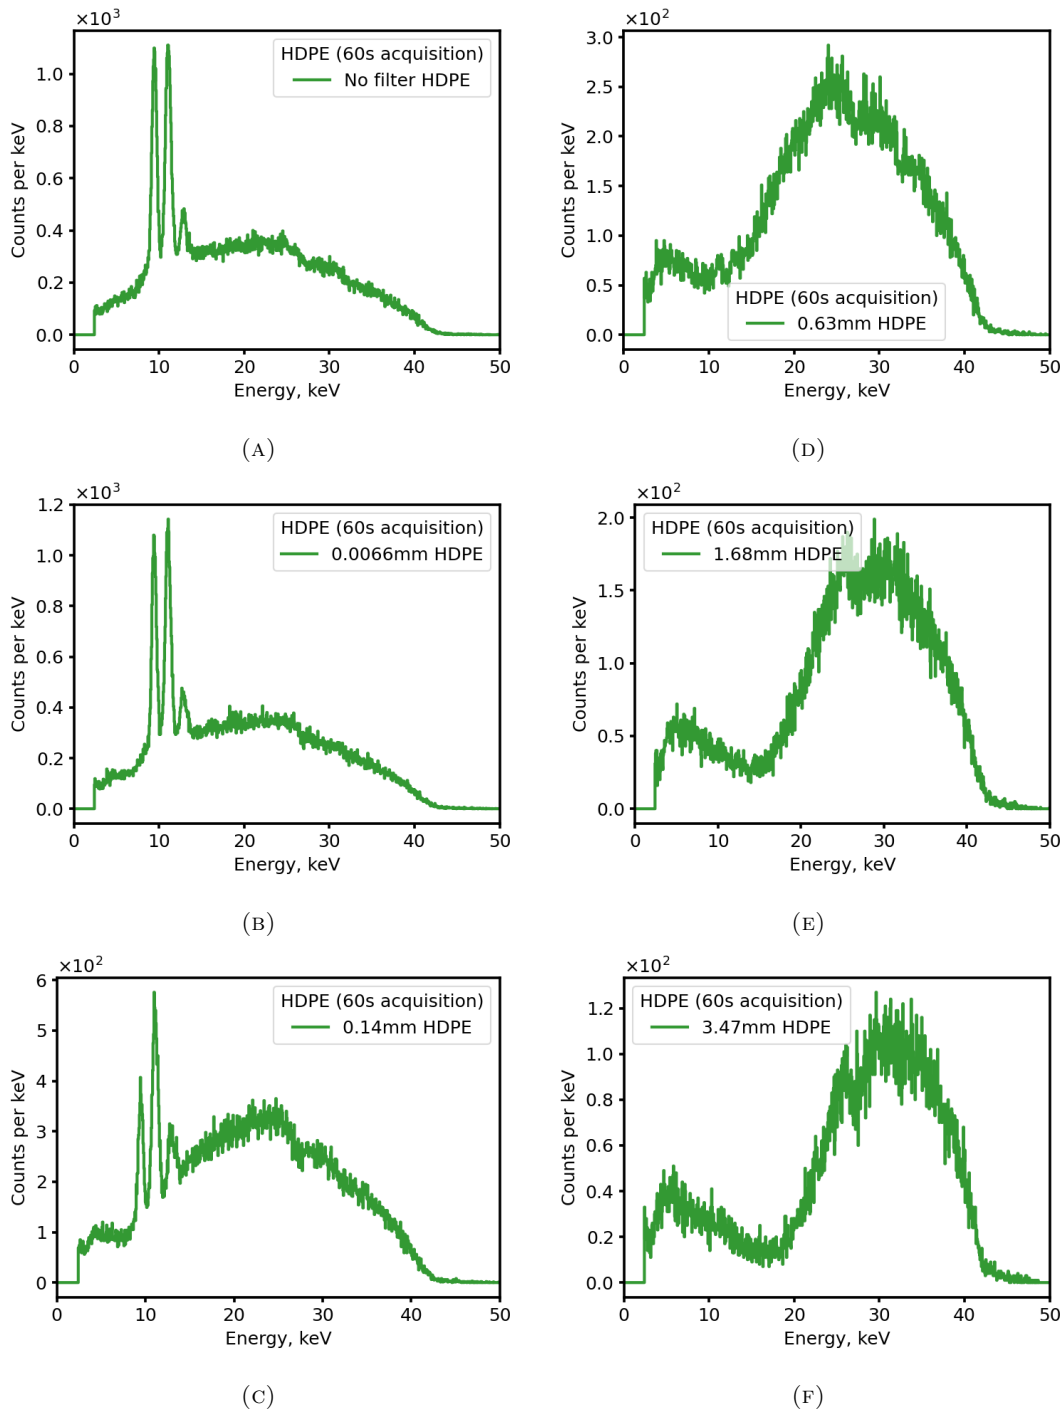 ×10³
HDPE (60s acquisition)
No filter HDPE
Counts per keV
1.0
0.8
0.6
0.4
0.2
0.0
0 10 20 30 40 50
Energy, keV
(A)
×10²
HDPE (60s acquisition)
0.63mm HDPE
Counts per keV
3.0
2.5
2.0
1.5
1.0
0.5
0.0
0 10 20 30 40 50
Energy, keV
(D)
×10³
HDPE (60s acquisition)
0.0066mm HDPE
Counts per keV
1.2
1.0
0.8
0.6
0.4
0.2
0.0
0 10 20 30 40 50
Energy, keV
(B)
×10²
HDPE (60s acquisition)
1.68mm HDPE
Counts per keV
2.0
1.5
1.0
0.5
0.0
0 10 20 30 40 50
Energy, keV
(E)
×10²
HDPE (60s acquisition)
0.14mm HDPE
Counts per keV
6
5
4
3
2
1
0
0 10 20 30 40 50
Energy, keV
(C)
×10²
HDPE (60s acquisition)
3.47mm HDPE
Counts per keV
1.2
1.0
0.8
0.6
0.4
0.2
0.0
0 10 20 30 40 50
Energy, keV
(F)